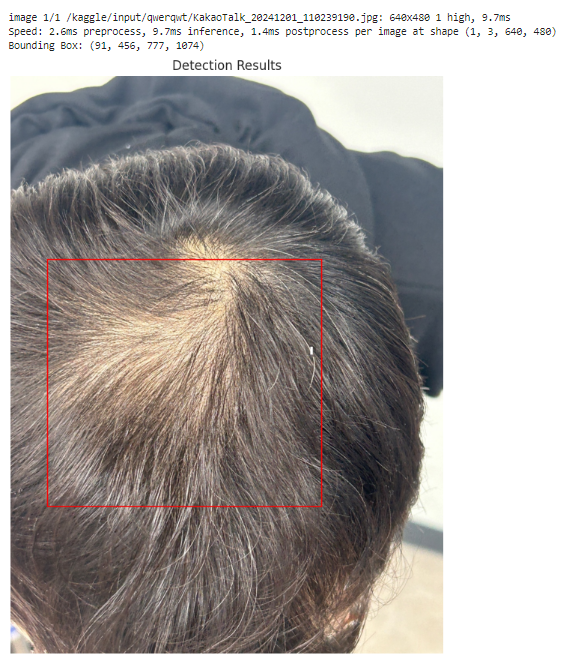 image 1/1 /kaggle/input/qwerqwt/KakaoTalk_20241201_110239190.jpg: 640x480 1 high, 9.7ms
Speed: 2.6ms preprocess, 9.7ms inference, 1.4ms postprocess per image at shape (1, 3, 640, 480)
Bounding Box: (91, 456, 777, 1074)
Detection Results